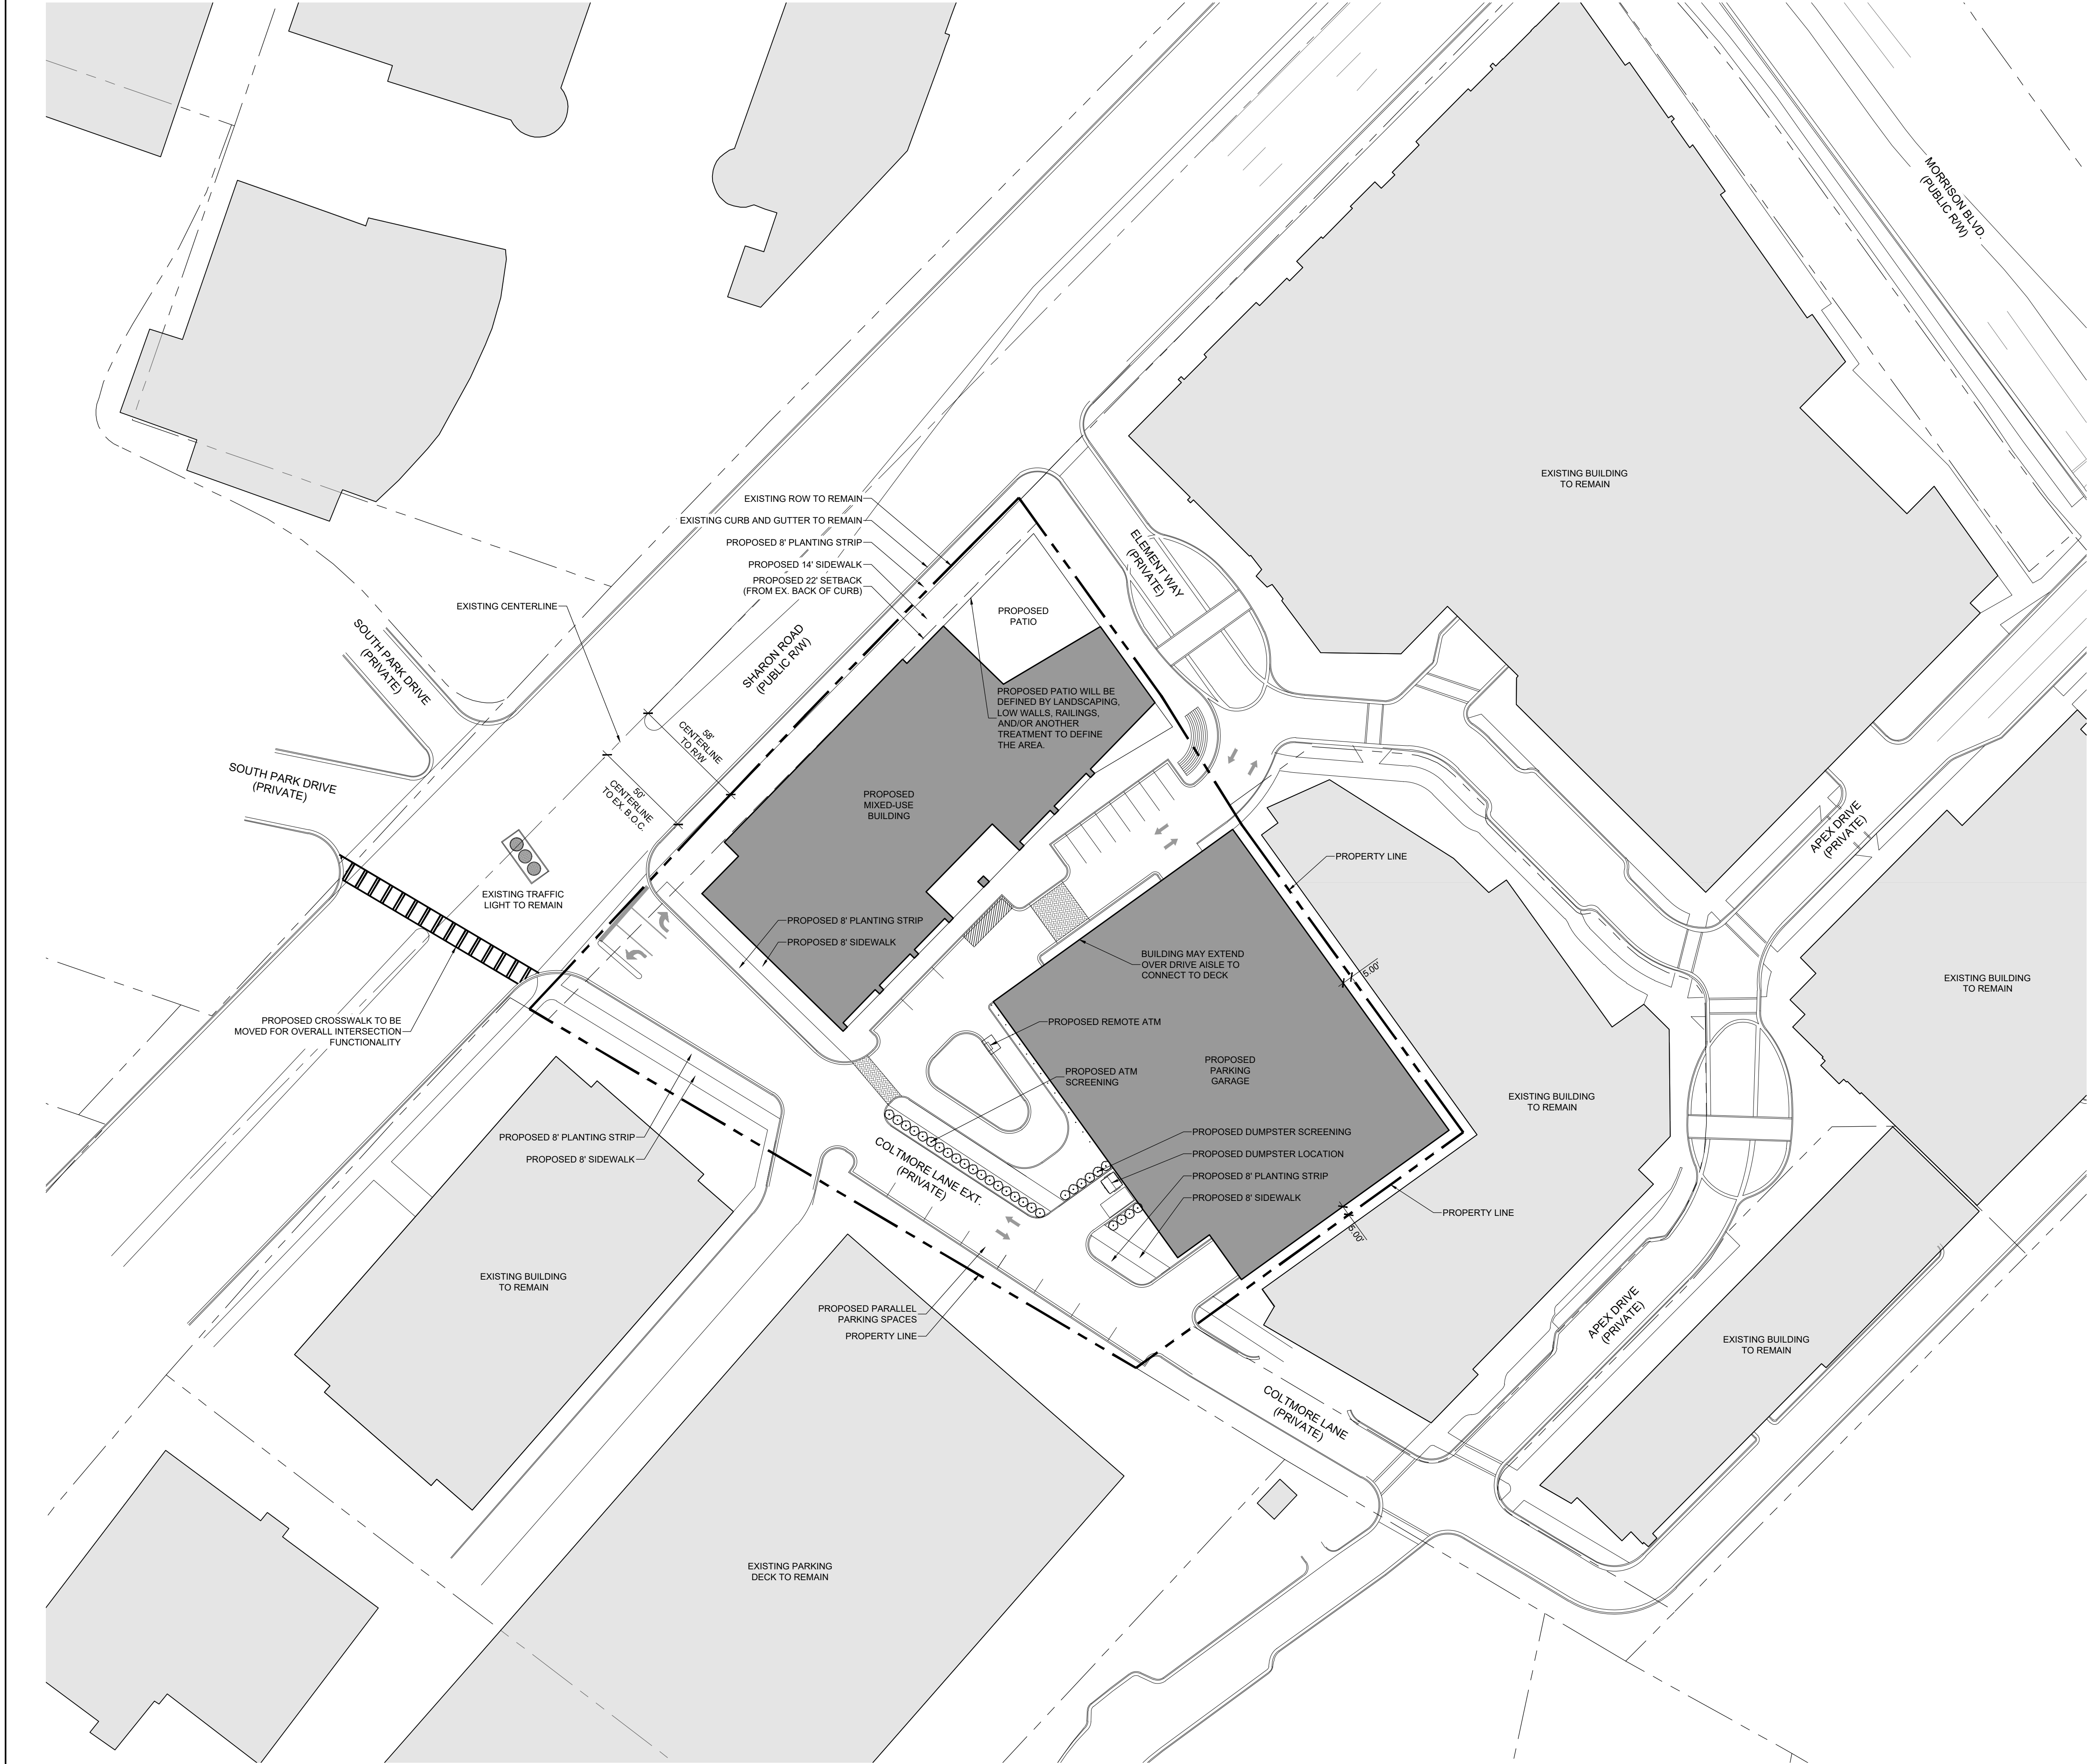 MORRISON BLVD.
(PUBLIC R/W)
EXISTING BUILDING
TO REMAIN
EXISTING ROW TO REMAIN
EXISTING CURB AND GUTTER TO REMAIN
PROPOSED 8' PLANTING STRIP
PROPOSED 14' SIDEWALK
PROPOSED 22' SETBACK
(FROM EX. BACK OF CURB)
EXISTING CENTERLINE
ELEMENT WAY
(PRIVATE)
PROPOSED
PATIO
SHARON ROAD
(PUBLIC R/W)
SOUTH PARK DRIVE
(PRIVATE)
PROPOSED PATIO WILL BE
DEFINED BY LANDSCAPING,
LOW WALLS, RAILINGS,
AND/OR ANOTHER
TREATMENT TO DEFINE
THE AREA.
58'
CENTERLINE
TO R/W
SOUTH PARK DRIVE
(PRIVATE)
50'
CENTERLINE
TO EX. B.O.C.
PROPOSED
MIXED-USE
BUILDING
APEX DRIVE
(PRIVATE)
PROPERTY LINE
EXISTING TRAFFIC
LIGHT TO REMAIN
PROPOSED 8' PLANTING STRIP
PROPOSED 8' SIDEWALK
BUILDING MAY EXTEND
OVER DRIVE AISLE TO
CONNECT TO DECK
5.00'
EXISTING BUILDING
TO REMAIN
PROPOSED CROSSWALK TO BE
MOVED FOR OVERALL INTERSECTION
FUNCTIONALITY
PROPOSED REMOTE ATM
PROPOSED ATM
SCREENING
PROPOSED
PARKING
GARAGE
EXISTING BUILDING
TO REMAIN
PROPOSED 8' PLANTING STRIP
PROPOSED 8' SIDEWALK
COLTMORE LANE EXT.
(PRIVATE)
PROPOSED DUMPSTER SCREENING
PROPOSED DUMPSTER LOCATION
PROPOSED 8' PLANTING STRIP
PROPOSED 8' SIDEWALK
PROPERTY LINE
5.00'
EXISTING BUILDING
TO REMAIN
PROPOSED PARALLEL
PARKING SPACES
PROPERTY LINE
APEX DRIVE
(PRIVATE)
EXISTING BUILDING
TO REMAIN
COLTMORE LANE
(PRIVATE)
EXISTING PARKING
DECK TO REMAIN